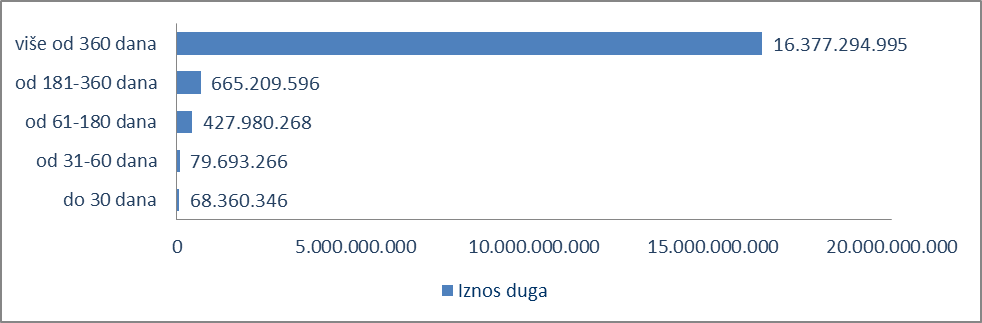 više od 360 dana 16.377.294.995
od 181-360 dana 665.209.596
od 61-180 dana 427.980.268
od 31-60 dana 79.693.266
do 30 dana 68.360.346
0 5.000.000.000 10.000.000.000 15.000.000.000 20.000.000.000
Iznos duga